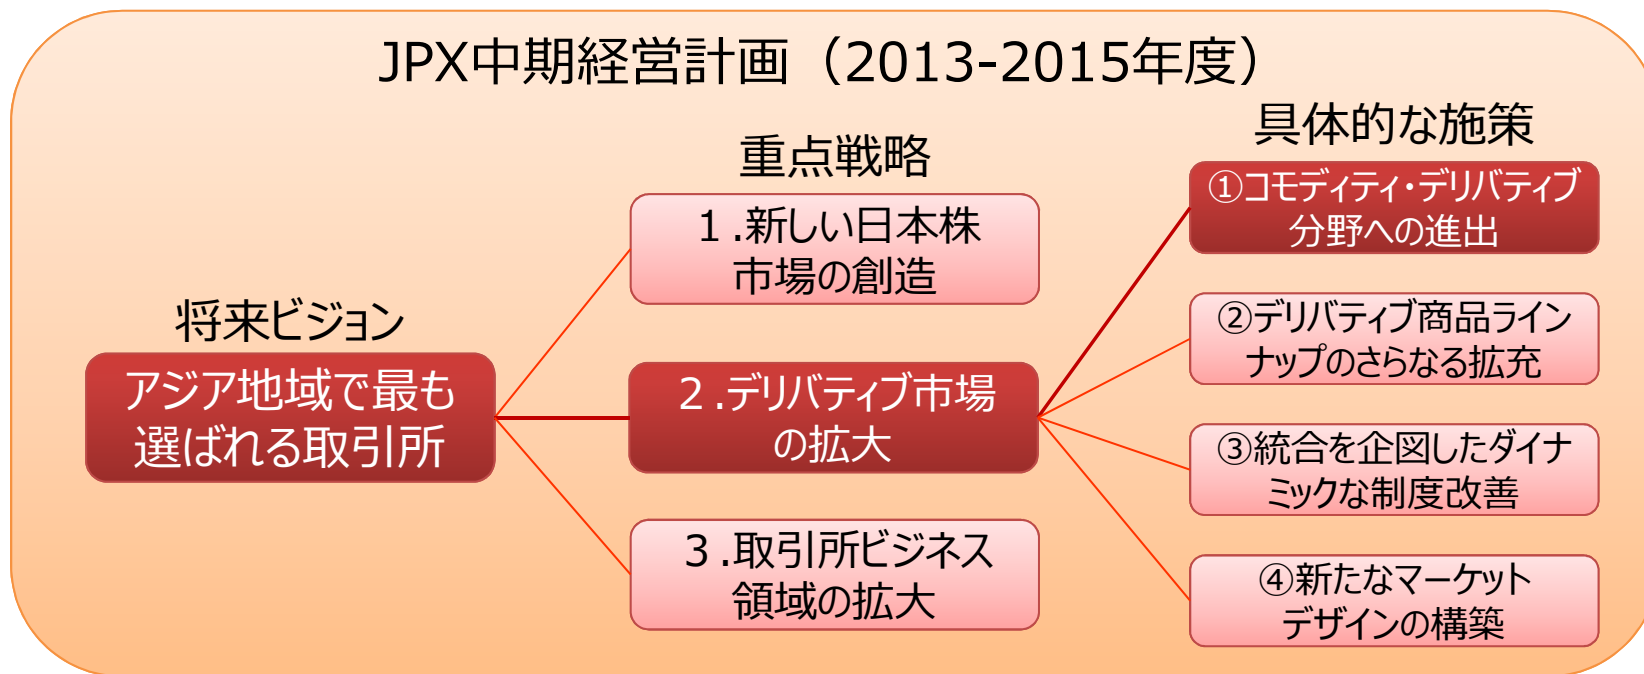 JPX中期経営計画（2013-2015年度）
将来ビジョン
アジア地域で最も
選ばれる取引所
重点戦略
１.新しい日本株
市場の創造
２.デリバティブ市場
の拡大
３.取引所ビジネス
領域の拡大
具体的な施策
①コモディティ・デリバティブ
分野への進出
②デリバティブ商品ライン
ナップのさらなる拡充
③統合を企図したダイナ
ミックな制度改善
④新たなマーケット
デザインの構築